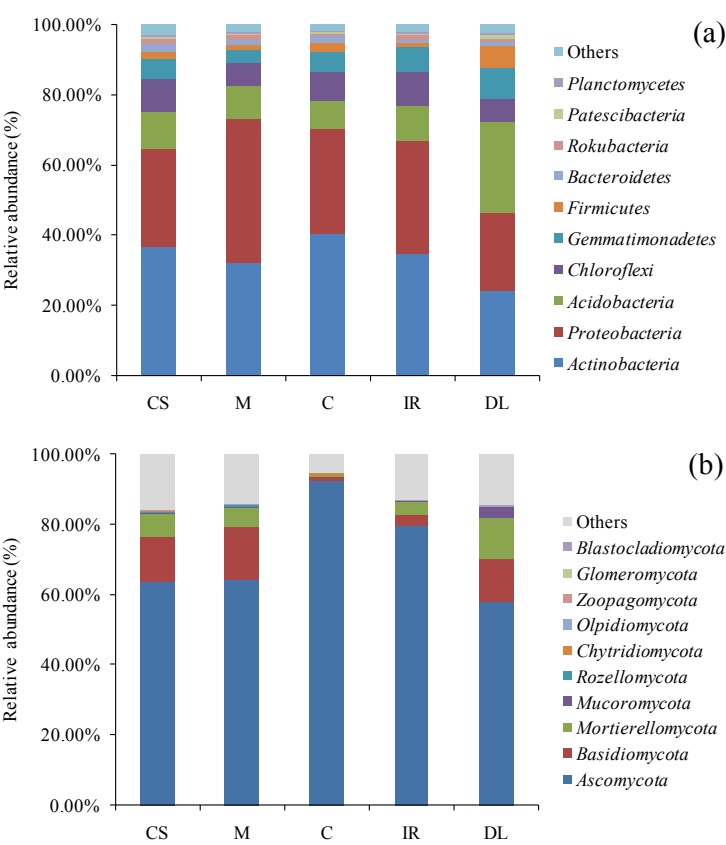 (a)
Relative abundance (%)
100.00%
80.00%
60.00%
40.00%
20.00%
0.00%
CS M C IR DL
Others
Planctomycetes
Patescibacteria
Rokubacteria
Bacteroidetes
Firmicutes
Gemmatimonadetes
Chloroflexi
Acidobacteria
Proteobacteria
Actinobacteria
(b)
Relative abundance (%)
100.00%
80.00%
60.00%
40.00%
20.00%
0.00%
CS M C IR DL
Others
Blastocladiomycota
Glomeromycota
Zoopagomycota
Olpidiomycota
Chytridiomycota
Rozellomycota
Mucoromycota
Mortierellomycota
Basidiomycota
Ascomycota